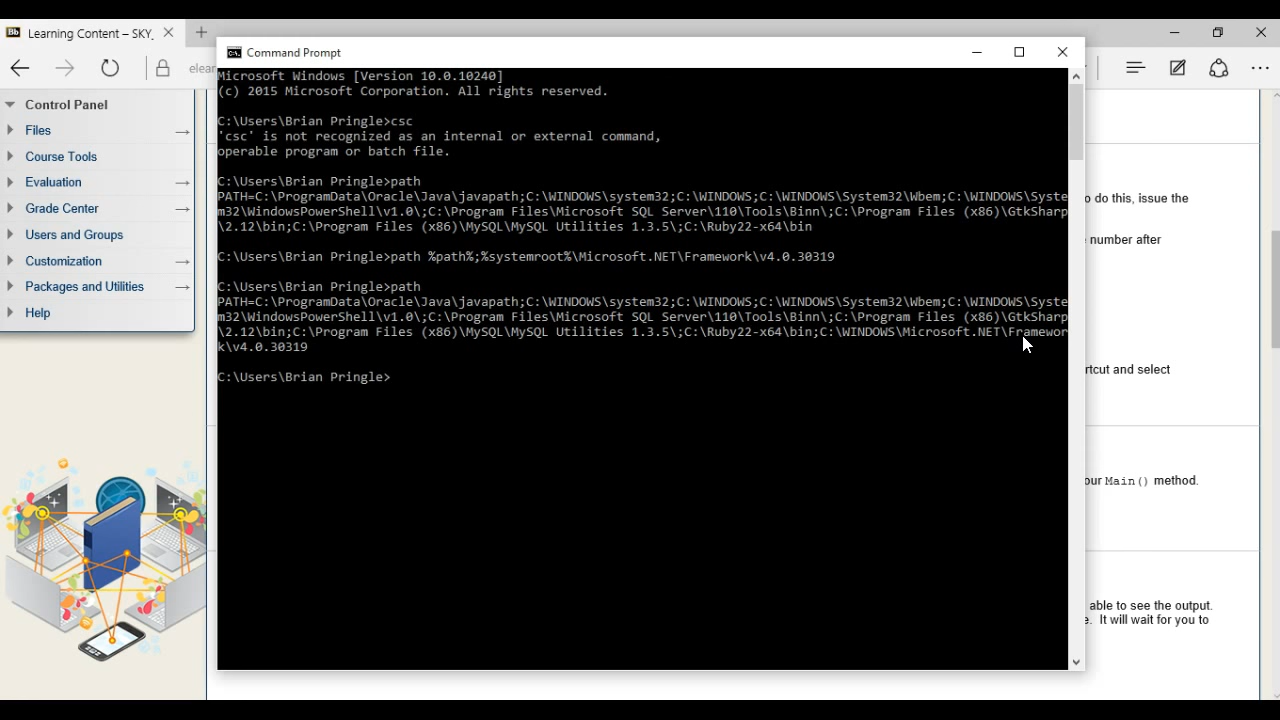 Bb Learning Content – SKY_
elear
Control Panel
Files
Course Tools
Evaluation
Grade Center
Users and Groups
Customization
Packages and Utilities
Help
Command Prompt
Microsoft Windows [Version 10.0.10240]
(c) 2015 Microsoft Corporation. All rights reserved.
C:\Users\Brian Pringle>csc
'csc' is not recognized as an internal or external command,
operable program or batch file.
C:\Users\Brian Pringle>path
PATH=C:\ProgramData\Oracle\Java\javapath;C:\WINDOWS\system32;C:\WINDOWS;C:\WINDOWS\System32\Wbem;C:\WINDOWS\Syste
m32\WindowsPowerShell\v1.0\;C:\Program Files\Microsoft SQL Server\110\Tools\Binn\;C:\Program Files (x86)\GtkSharp
\2.12\bin;C:\Program Files (x86)\MySQL\MySQL Utilities 1.3.5\;C:\Ruby22-x64\bin
C:\Users\Brian Pringle>path %path%;%systemroot%\Microsoft.NET\Framework\v4.0.30319
C:\Users\Brian Pringle>path
PATH=C:\ProgramData\Oracle\Java\javapath;C:\WINDOWS\system32;C:\WINDOWS;C:\WINDOWS\System32\Wbem;C:\WINDOWS\Syste
m32\WindowsPowerShell\v1.0\;C:\Program Files\Microsoft SQL Server\110\Tools\Binn\;C:\Program Files (x86)\GtkSharp
\2.12\bin;C:\Program Files (x86)\MySQL\MySQL Utilities 1.3.5\;C:\Ruby22-x64\bin;C:\WINDOWS\Microsoft.NET\Framewor
k\v4.0.30319
C:\Users\Brian Pringle>
o do this, issue the
number after
rtcut and select
our Main() method.
able to see the output.
e. It will wait for you to